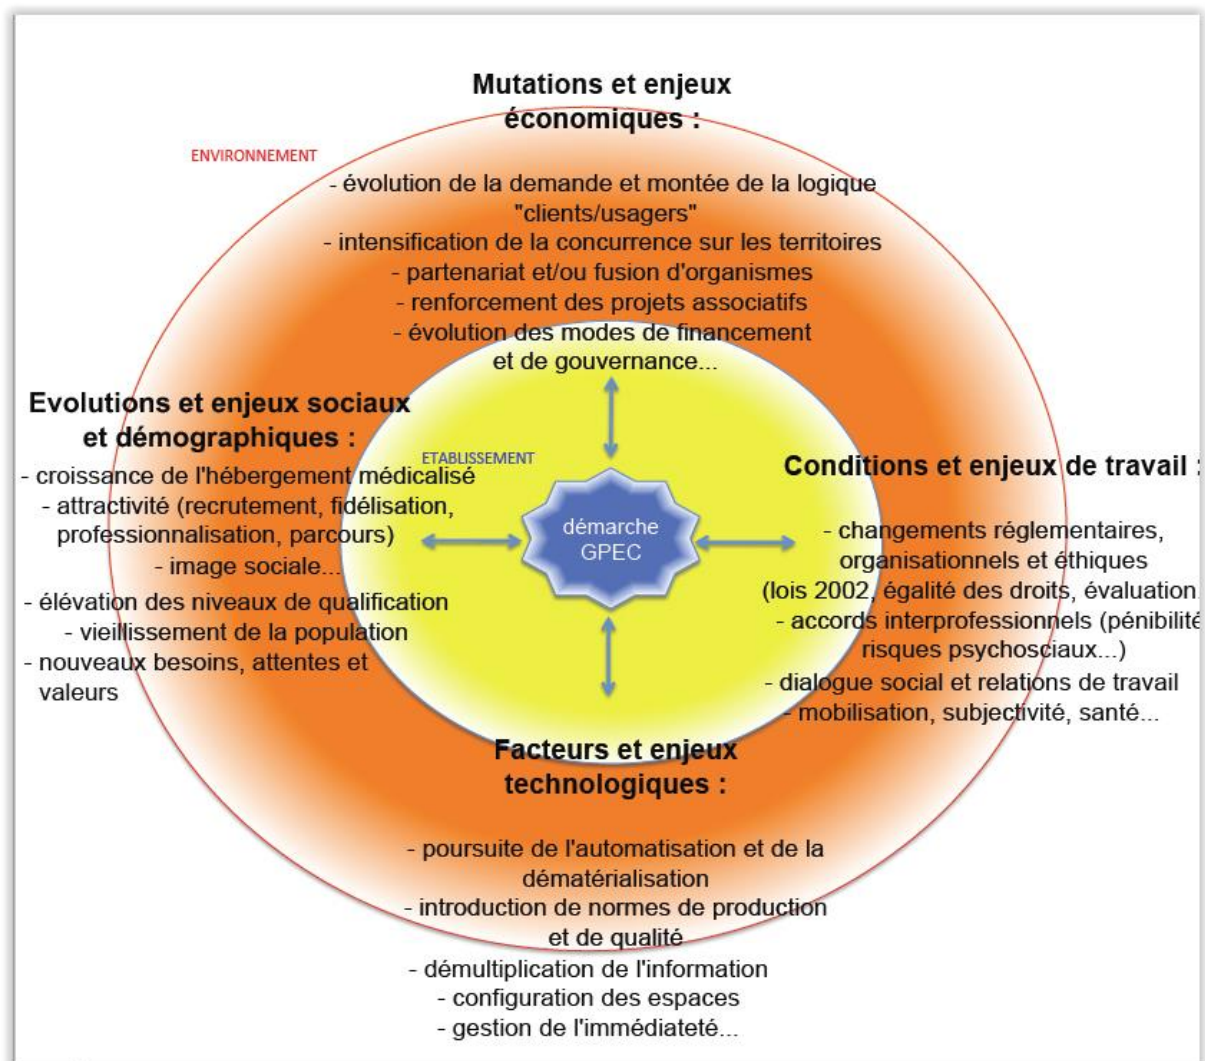 Mutations et enjeux
économiques :
ENVIRONNEMENT
- évolution de la demande et montée de la logique
"clients/usagers"
- intensification de la concurrence sur les territoires
- partenariat et/ou fusion d'organismes
- renforcement des projets associatifs
- évolution des modes de financement
et de gouvernance...
Evolutions et enjeux sociaux
et démographiques :
- croissance de l'hébergement médicalisé
- attractivité (recrutement, fidélisation,
professionnalisation, parcours)
- image sociale...
- élévation des niveaux de qualification
- vieillissement de la population
- nouveaux besoins, attentes et
valeurs
ETABLISSEMENT
démarche
GPEC
Conditions et enjeux de travail :
- changements réglementaires,
organisationnels et éthiques
(lois 2002, égalité des droits, évaluation.
- accords interprofessionnels (pénibilité
risques psychosciaux...)
- dialogue social et relations de travail
- mobilisation, subjectivité, santé...
Facteurs et enjeux
technologiques :
- poursuite de l'automatisation et de la
dématérialisation
- introduction de normes de production
et de qualité
- démultiplication de l'information
- configuration des espaces
- gestion de l'immédiateté...